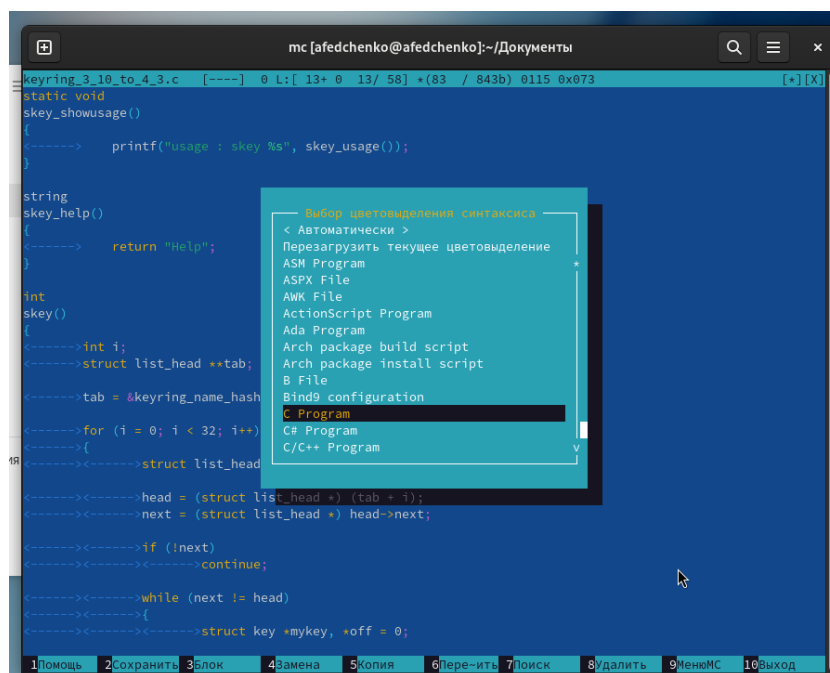 mc [afedchenko@afedchenko]:~/Документы
keyring_3_10_to_4_3.c [----] 0 L:[ 13+ 0 13/ 58] *(83 / 843b) 0115 0x073 [*][X]
static void
skey_showusage()
{
<------> printf("usage : skey %s", skey_usage());
}
string
skey_help()
{
<------> return "Help";
}
int
skey()
{
<------>int i;
<------>struct list_head **tab;
<------>tab = &keyring_name_hash
<------>for (i = 0; i < 32; i++)
<------>{
<------><------>struct list_head
<------><------>head = (struct list_head *) (tab + i);
<------><------>next = (struct list_head *) head->next;
<------><------>if (!next)
<------><------><------>continue;
<------><------>while (next != head)
<------><------>{
<------><------><------>struct key *mykey, *off = 0;
Выбор цветовыделения синтаксиса
< Автоматически >
Перезагрузить текущее цветовыделение
ASM Program
ASPX File
AWK File
ActionScript Program
Ada Program
Arch package build script
Arch package install script
B File
Bind9 configuration
C Program
C# Program
C/C++ Program
ия
1Помощь 2Сохранить 3Блок 4Замена 5Копия 6Пере~ить 7Поиск 8Удалить 9МенюMC 10Выход